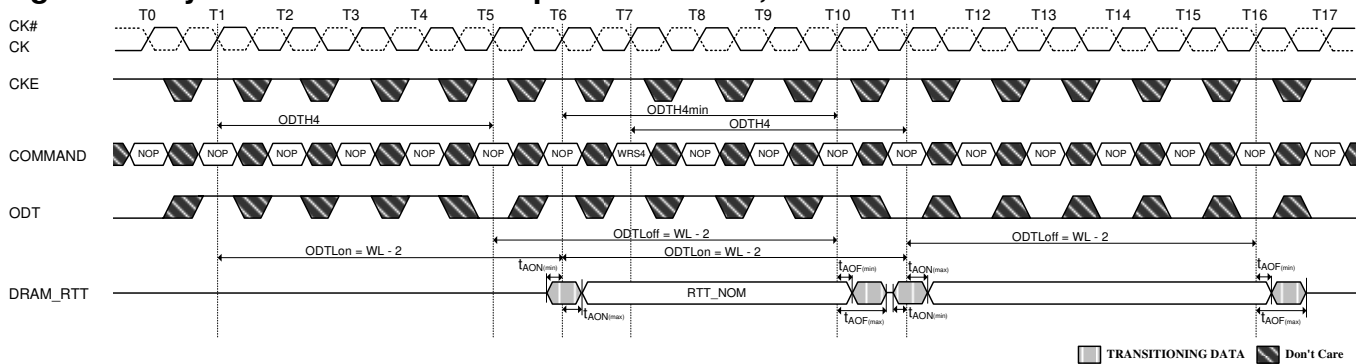 T0 T1 T2 T3 T4 T5 T6 T7 T8 T9 T10 T11 T12 T13 T14 T15 T16 T17
CK#
CK
CKE
ODTH4min
ODTH4
ODTH4
COMMAND NOP NOP NOP NOP NOP NOP NOP WRS4 NOP NOP NOP NOP NOP NOP NOP NOP NOP NOP
ODT
ODTLoff = WL - 2 ODTLoff = WL - 2
ODTLon = WL - 2 ODTLon = WL - 2
tAON(min) tAOF(min) tAON(max) tAOF(min)
DRAM_RTT RTT_NOM
tAON(max) tAOF(max) tAON(min) tAOF(max)
TRANSITIONING DATA Don't Care